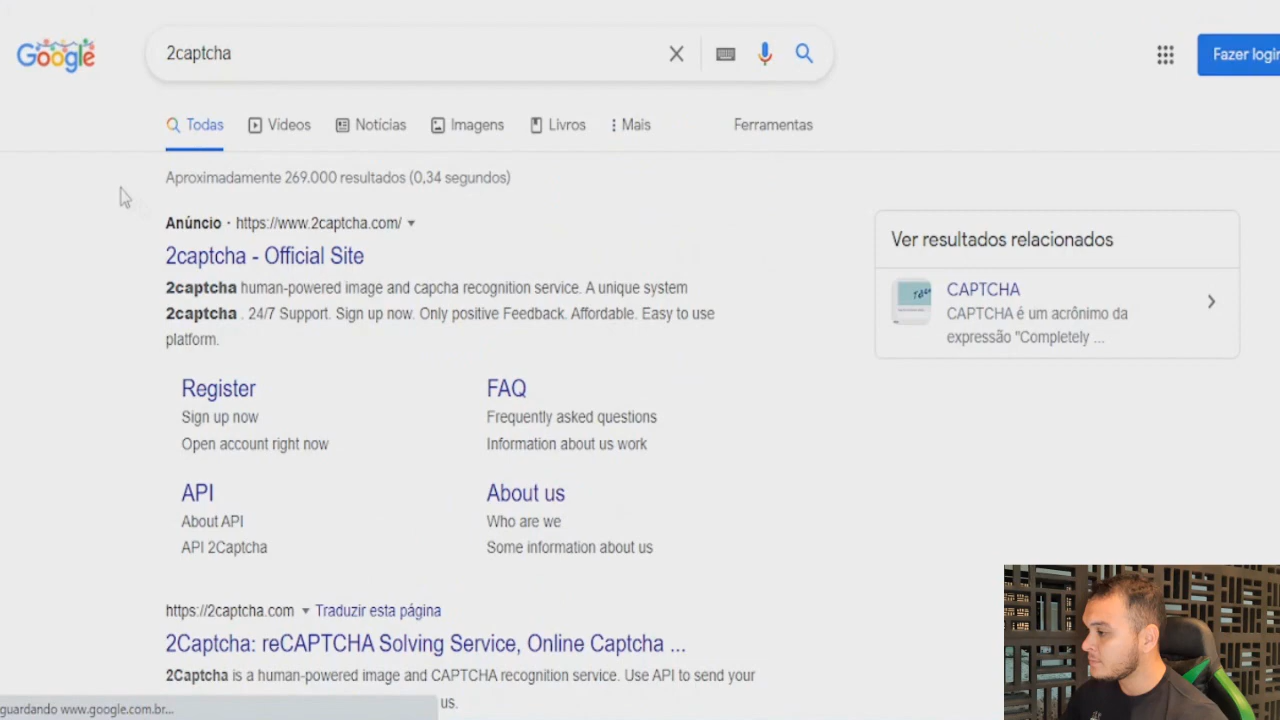 Google
2captcha
Fazer login
Todas
Vídeos
Notícias
Imagens
Livros
Mais
Ferramentas
Aproximadamente 269.000 resultados (0,34 segundos)
Anúncio · https://www.2captcha.com/
2captcha - Official Site
2captcha human-powered image and capcha recognition service. A unique system
2captcha . 24/7 Support. Sign up now. Only positive Feedback. Affordable. Easy to use
platform.
Register
Sign up now
Open account right now
FAQ
Frequently asked questions
Information about us work
API
About API
API 2Captcha
About us
Who are we
Some information about us
https://2captcha.com
Traduzir esta página
2Captcha: reCAPTCHA Solving Service, Online Captcha ...
2Captcha is a human-powered image and CAPTCHA recognition service. Use API to send your
us.
guardando www.google.com.br...
Ver resultados relacionados
CAPTCHA
CAPTCHA é um acrônimo da
expressão "Completely ...